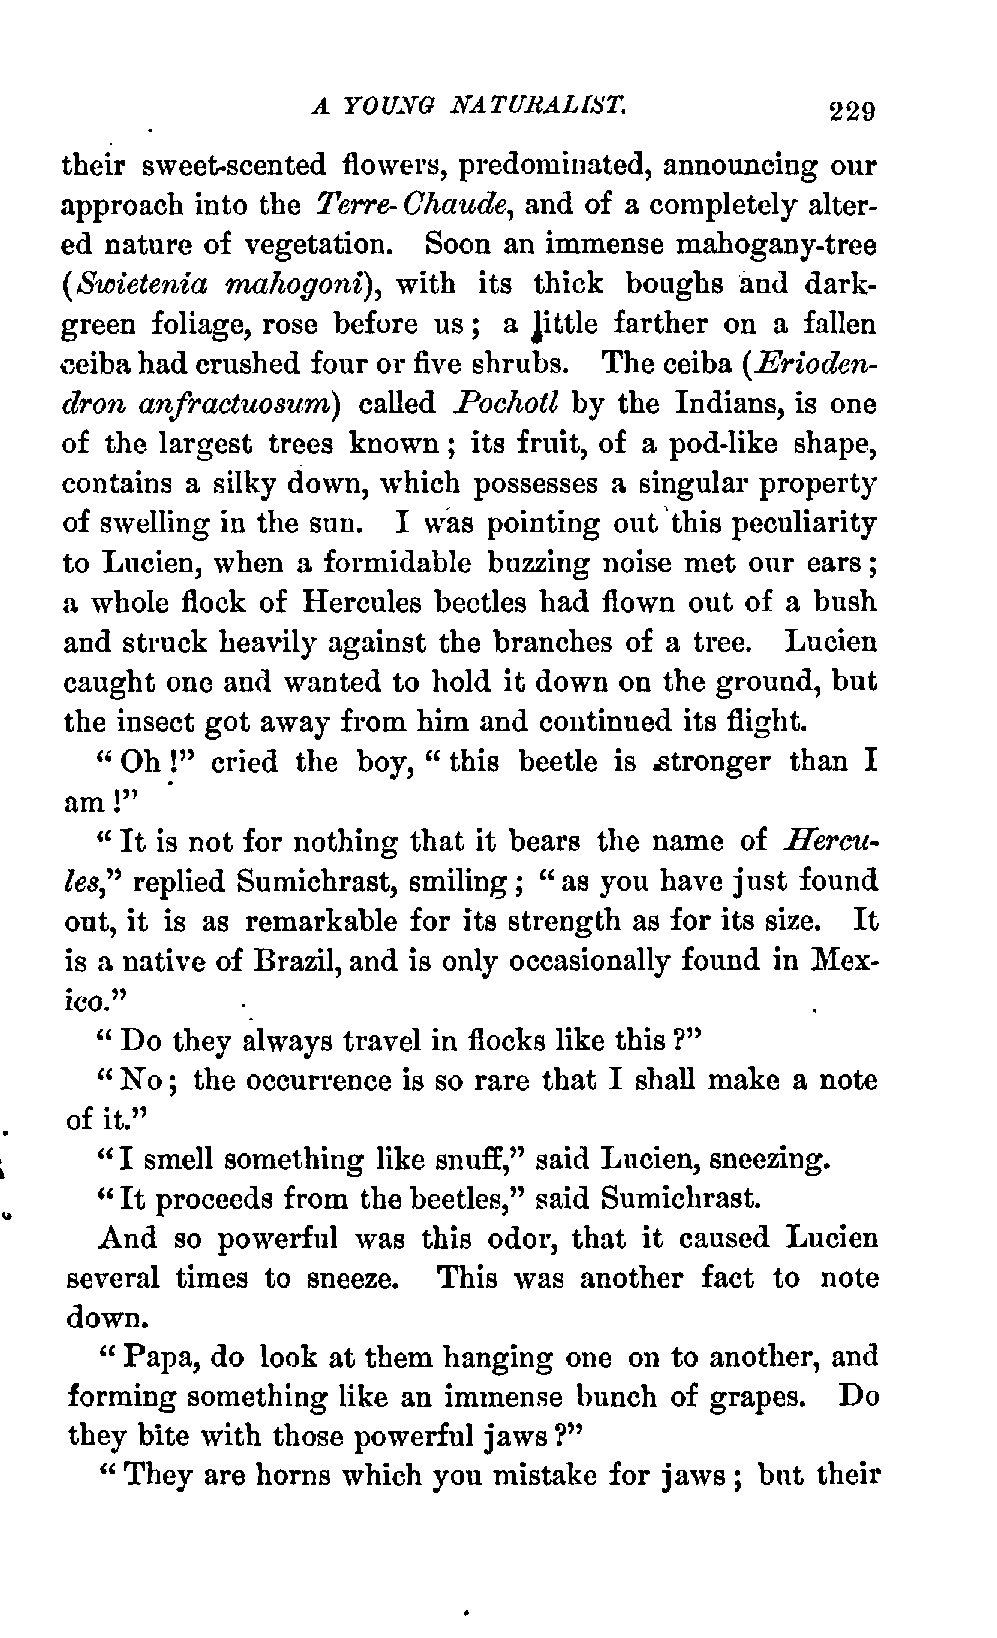 A YOUNG NATURALIST. 229
their sweet-scented flowers, predominated, announcing our
approach into the Terre-Chaude, and of a completely alter-
ed nature of vegetation. Soon an immense mahogany-tree
(Swietenia mahogoni), with its thick boughs and dark-
green foliage, rose before us; a little farther on a fallen
ceiba had crushed four or five shrubs. The ceiba (Erioden-
dron anfractuosum) called Pochotl by the Indians, is one
of the largest trees known; its fruit, of a pod-like shape,
contains a silky down, which possesses a singular property
of swelling in the sun. I was pointing out this peculiarity
to Lucien, when a formidable buzzing noise met our ears;
a whole flock of Hercules beetles had flown out of a bush
and struck heavily against the branches of a tree. Lucien
caught one and wanted to hold it down on the ground, but
the insect got away from him and continued its flight.
"Oh!" cried the boy, "this beetle is stronger than I
am!"
"It is not for nothing that it bears the name of Hercu-
les," replied Sumichrast, smiling; "as you have just found
out, it is as remarkable for its strength as for its size. It
is a native of Brazil, and is only occasionally found in Mex-
ico."
"Do they always travel in flocks like this?"
"No; the occurrence is so rare that I shall make a note
of it."
"I smell something like snuff," said Lucien, sneezing.
"It proceeds from the beetles," said Sumichrast.
And so powerful was this odor, that it caused Lucien
several times to sneeze. This was another fact to note
down.
"Papa, do look at them hanging one on to another, and
forming something like an immense bunch of grapes. Do
they bite with those powerful jaws?"
"They are horns which you mistake for jaws; but their